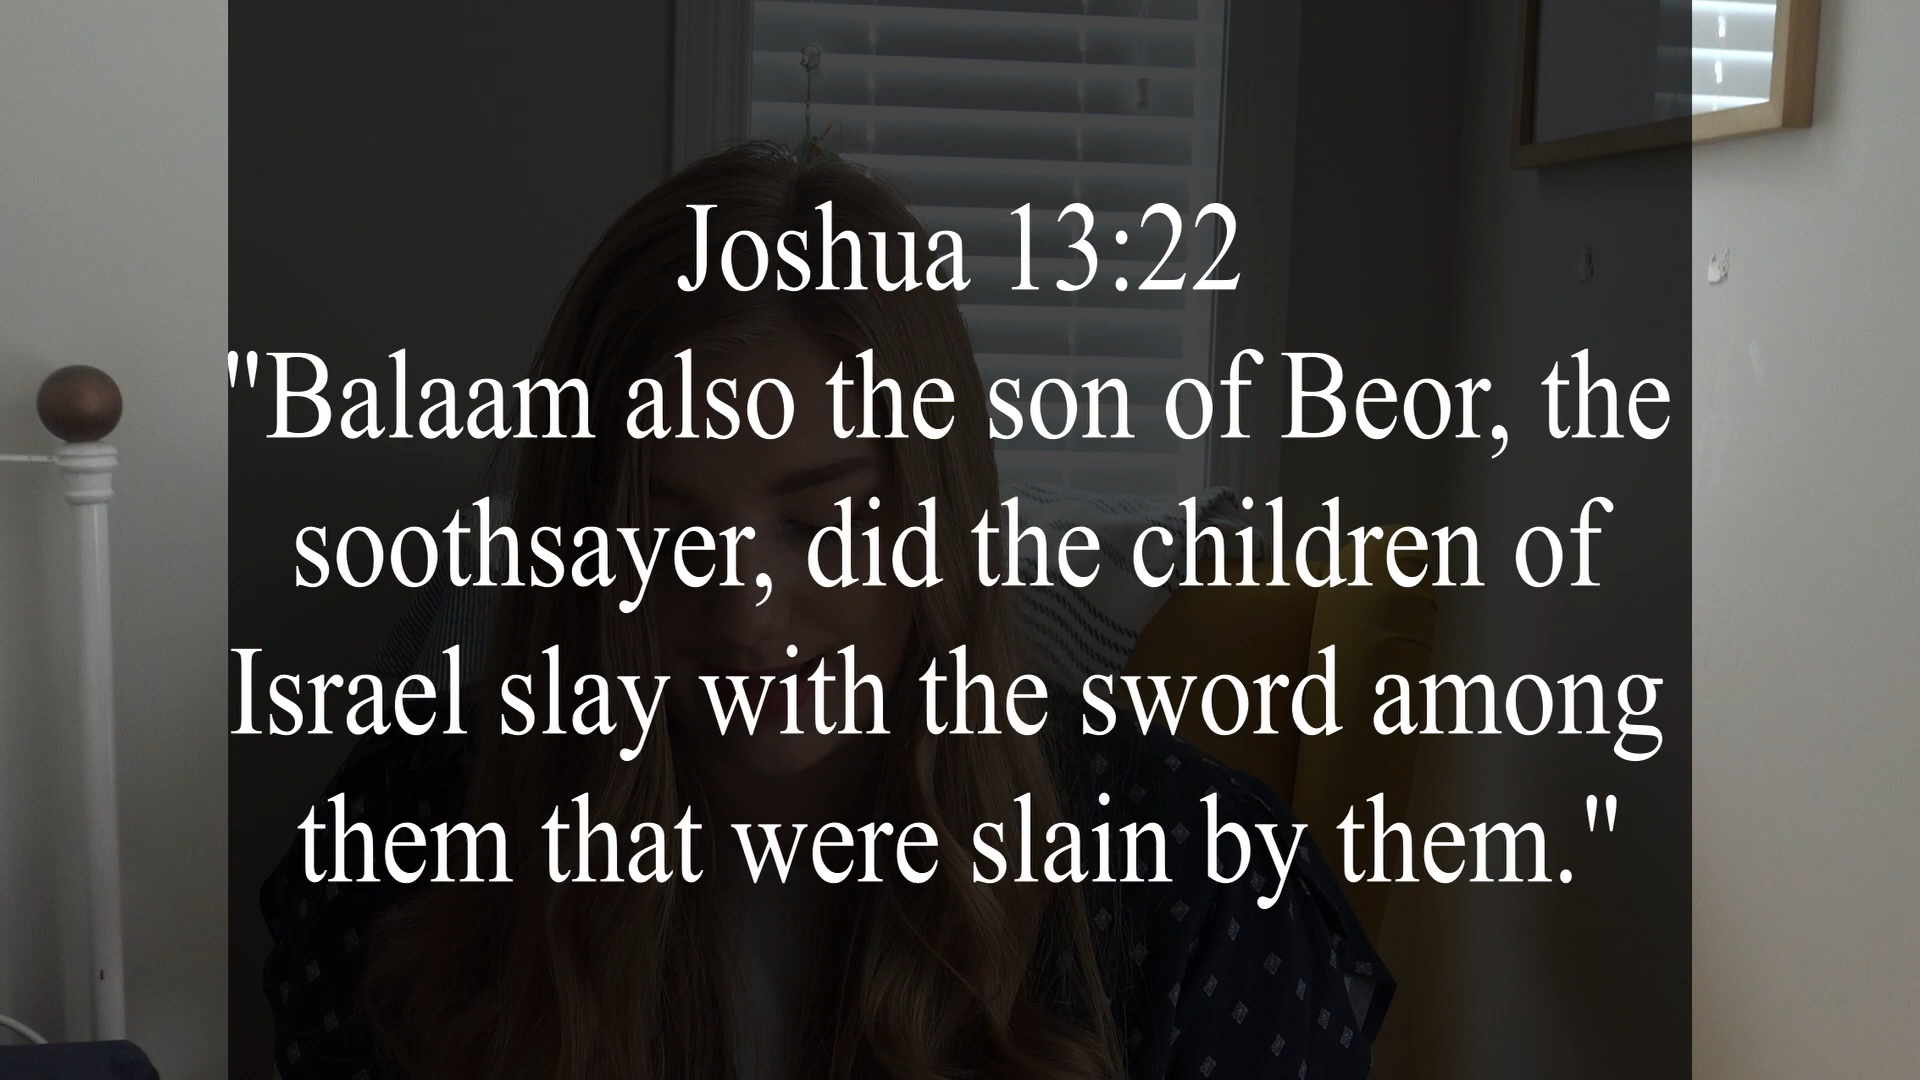 Joshua 13:22
"Balaam also the son of Beor, the
soothsayer, did the children of
Israel slay with the sword among
them that were slain by them."